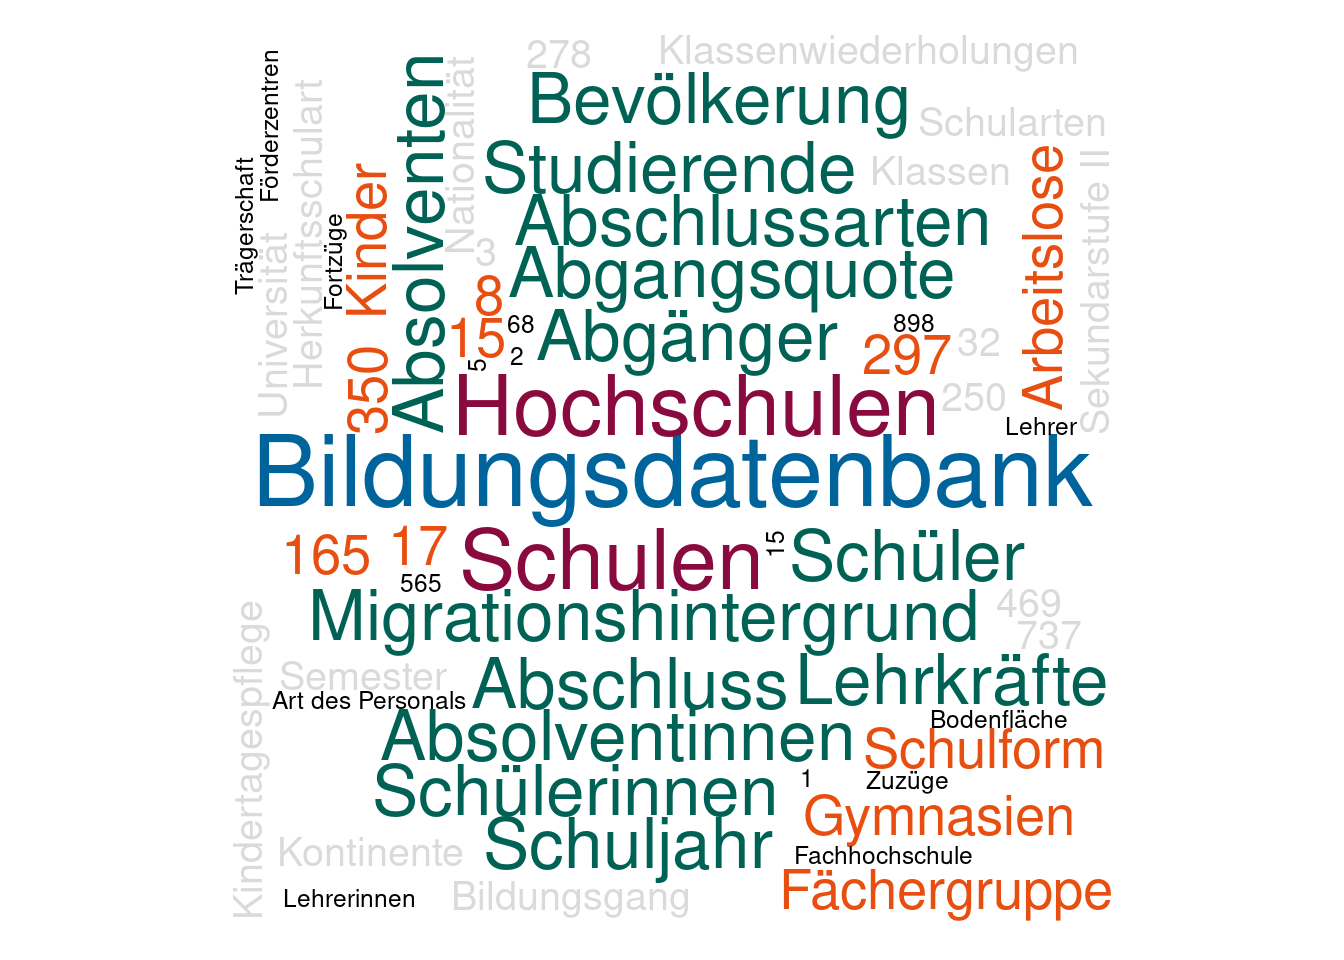 278
Klassenwiederholungen
Bevölkerung
Schularten
Studierende
Klassen
Abschlussarten
Abgangsquote
Abgänger
Trägerschaft
Förderzentren
Universität
Herkunftsschulart
Fortzüge
Kinder
350
Absolventen
Nationalität
3
8
15
68
2
5
898
297
32
250
Arbeitslose
Sekundarstufe II
Lehrer
Hochschulen
Bildungsdatenbank
165
17
565
Schulen
15
Schüler
Migrationshintergrund
469
737
Kindertagespflege
Semester
Art des Personals
Abschluss
Lehrkräfte
Absolventinnen
Bodenfläche
Schulform
Schülerinnen
1
Zuzüge
Gymnasien
Schuljahr
Kontinente
Fachhochschule
Lehrerinnen
Bildungsgang
Fächergruppe